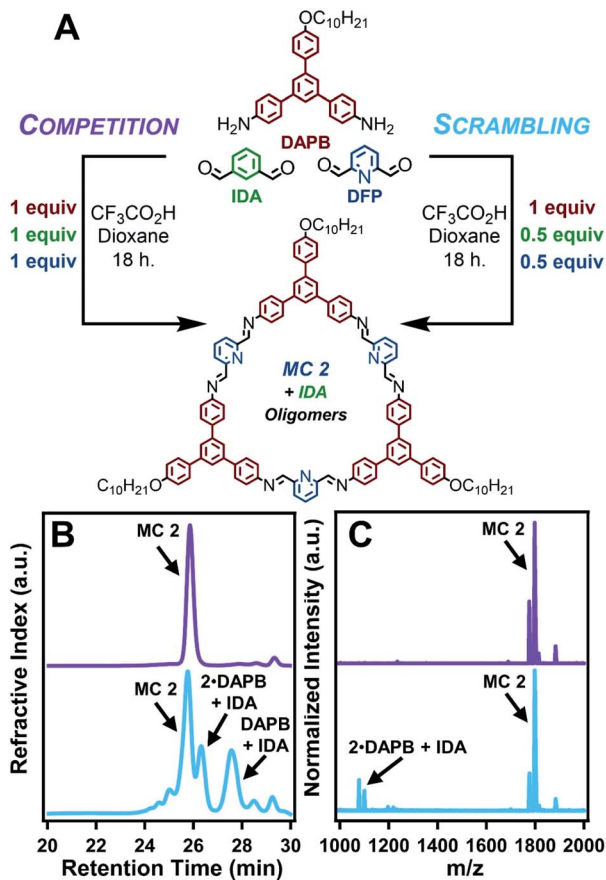 A
OC₁₀H₂₁
COMPETITION
SCRAMBLING
H₂N
NH₂
DAPB
O
O
O
N
O
IDA
DFP
1 equiv
1 equiv
1 equiv
CF₃CO₂H
Dioxane
18 h.
CF₃CO₂H
Dioxane
18 h.
1 equiv
0.5 equiv
0.5 equiv
OC₁₀H₂₁
N
N
N
N
MC 2
+ IDA
Oligomers
N
N
C₁₀H₂₁O
N
N
N
OC₁₀H₂₁
B
MC 2
MC 2
2•DAPB
+ IDA
DAPB
+ IDA
Refractive Index (a.u.)
20 22 24 26 28 30
Retention Time (min)
C
MC 2
MC 2
2•DAPB + IDA
Normalized Intensity (a.u.)
1000 1200 1400 1600 1800 2000
m/z